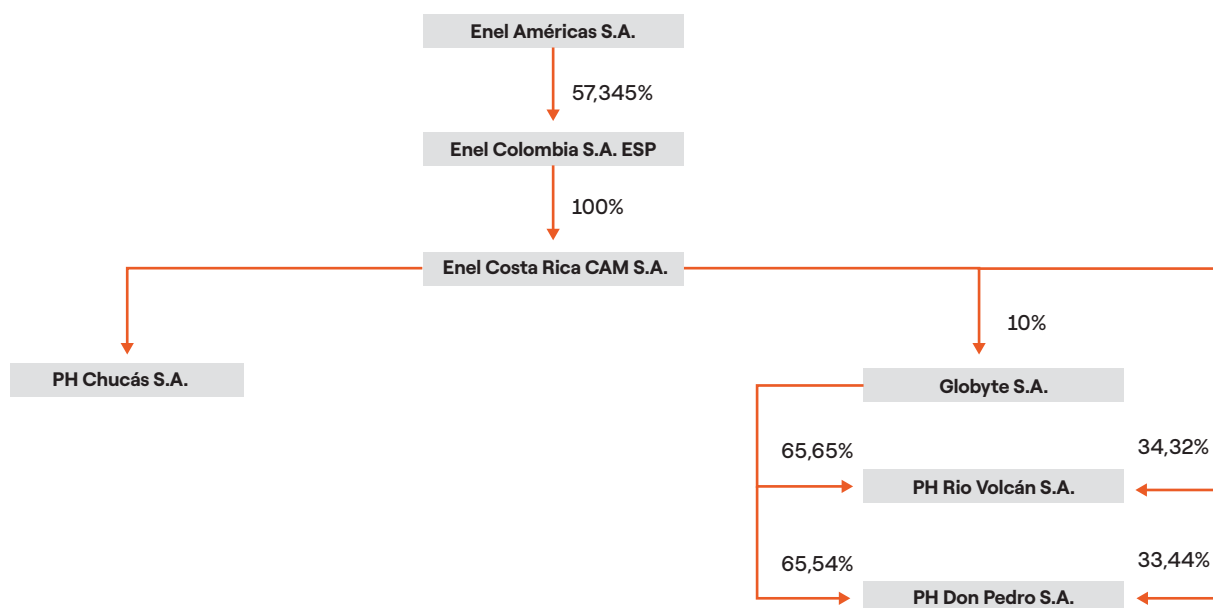 Enel Américas S.A.
57,345%
Enel Colombia S.A. ESP
100%
Enel Costa Rica CAM S.A.
10%
PH Chucás S.A.
Globyte S.A.
65,65%
34,32%
PH Rio Volcán S.A.
65,54%
33,44%
PH Don Pedro S.A.